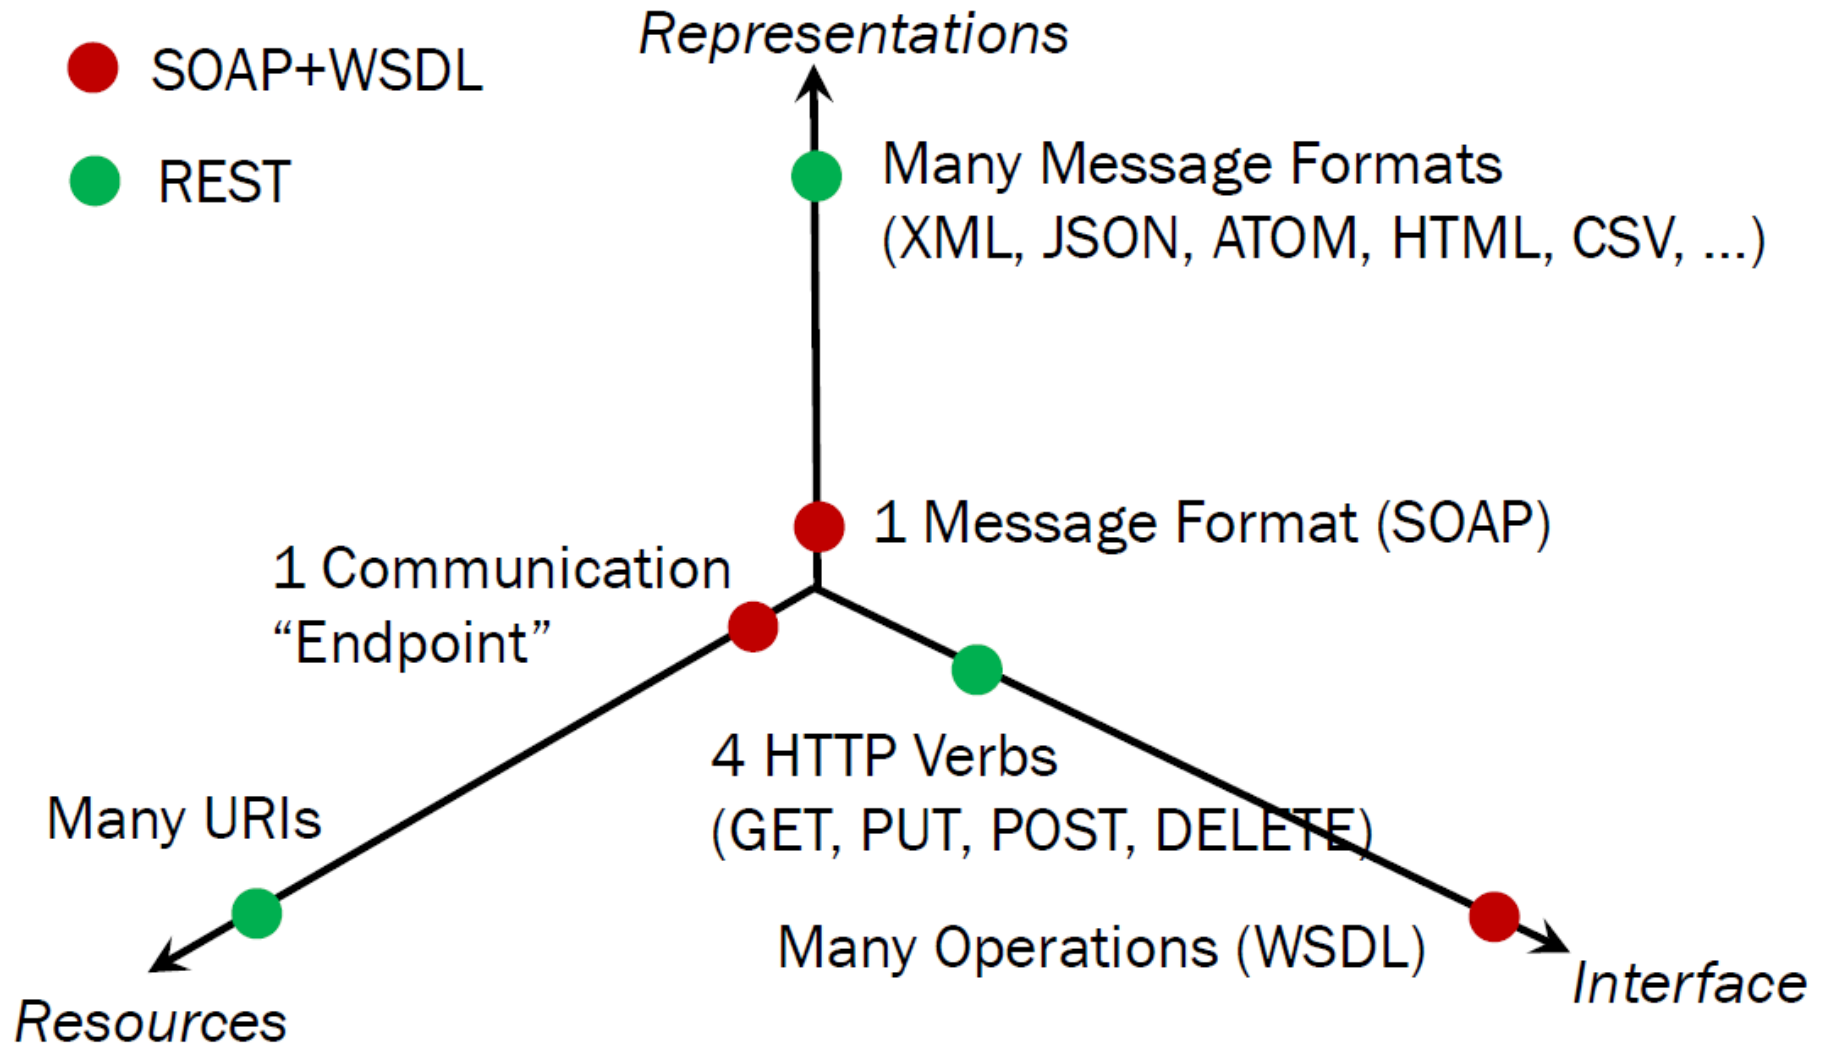 Representations
SOAP+WSDL
REST
Many Message Formats
(XML, JSON, ATOM, HTML, CSV, ...)
1 Message Format (SOAP)
1 Communication
“Endpoint”
4 HTTP Verbs
(GET, PUT, POST, DELETE)
Many URIs
Many Operations (WSDL)
Interface
Resources